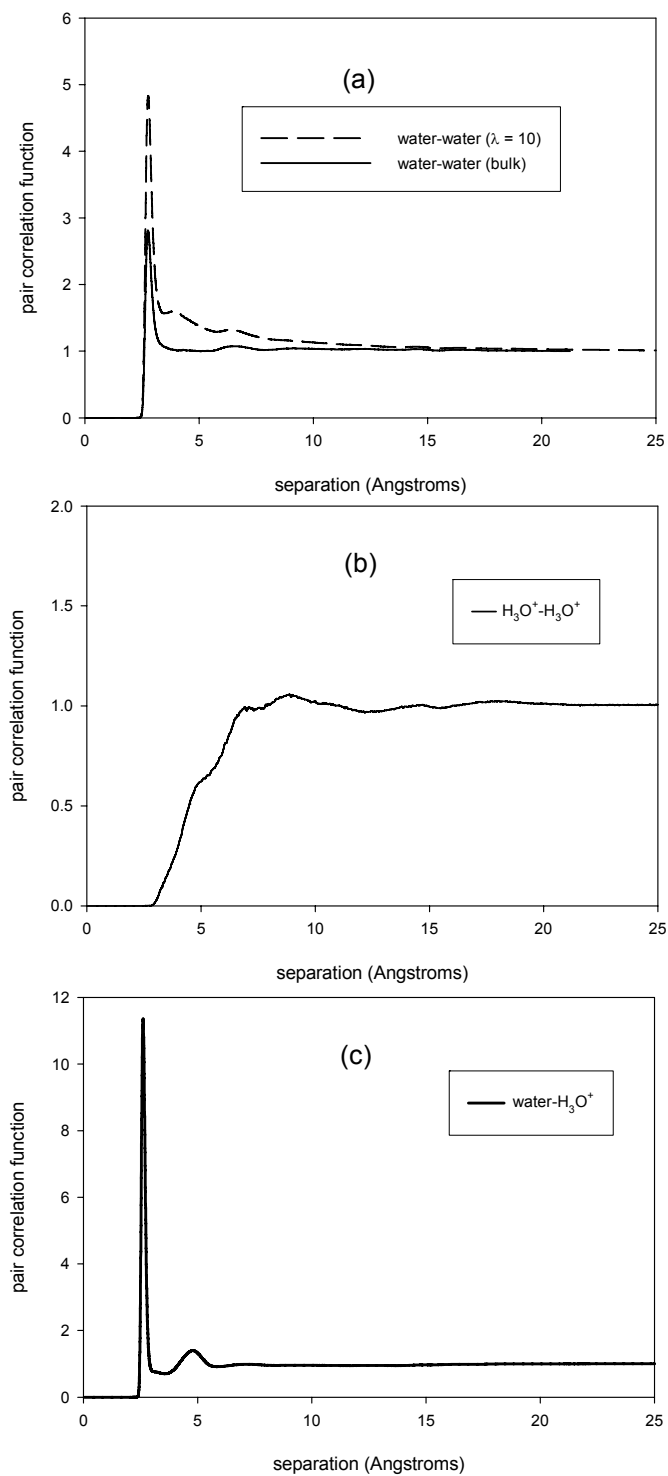 6
5
4
3
2
1
0
pair correlation function
(a)
water-water (λ = 10)
water-water (bulk)
0 5 10 15 20 25
separation (Angstroms)
2.0
1.5
1.0
0.5
0.0
pair correlation function
(b)
H₃O⁺-H₃O⁺
0 5 10 15 20 25
separation (Angstroms)
12
10
8
6
4
2
0
pair correlation function
(c)
water-H₃O⁺
0 5 10 15 20 25
separation (Angstroms)